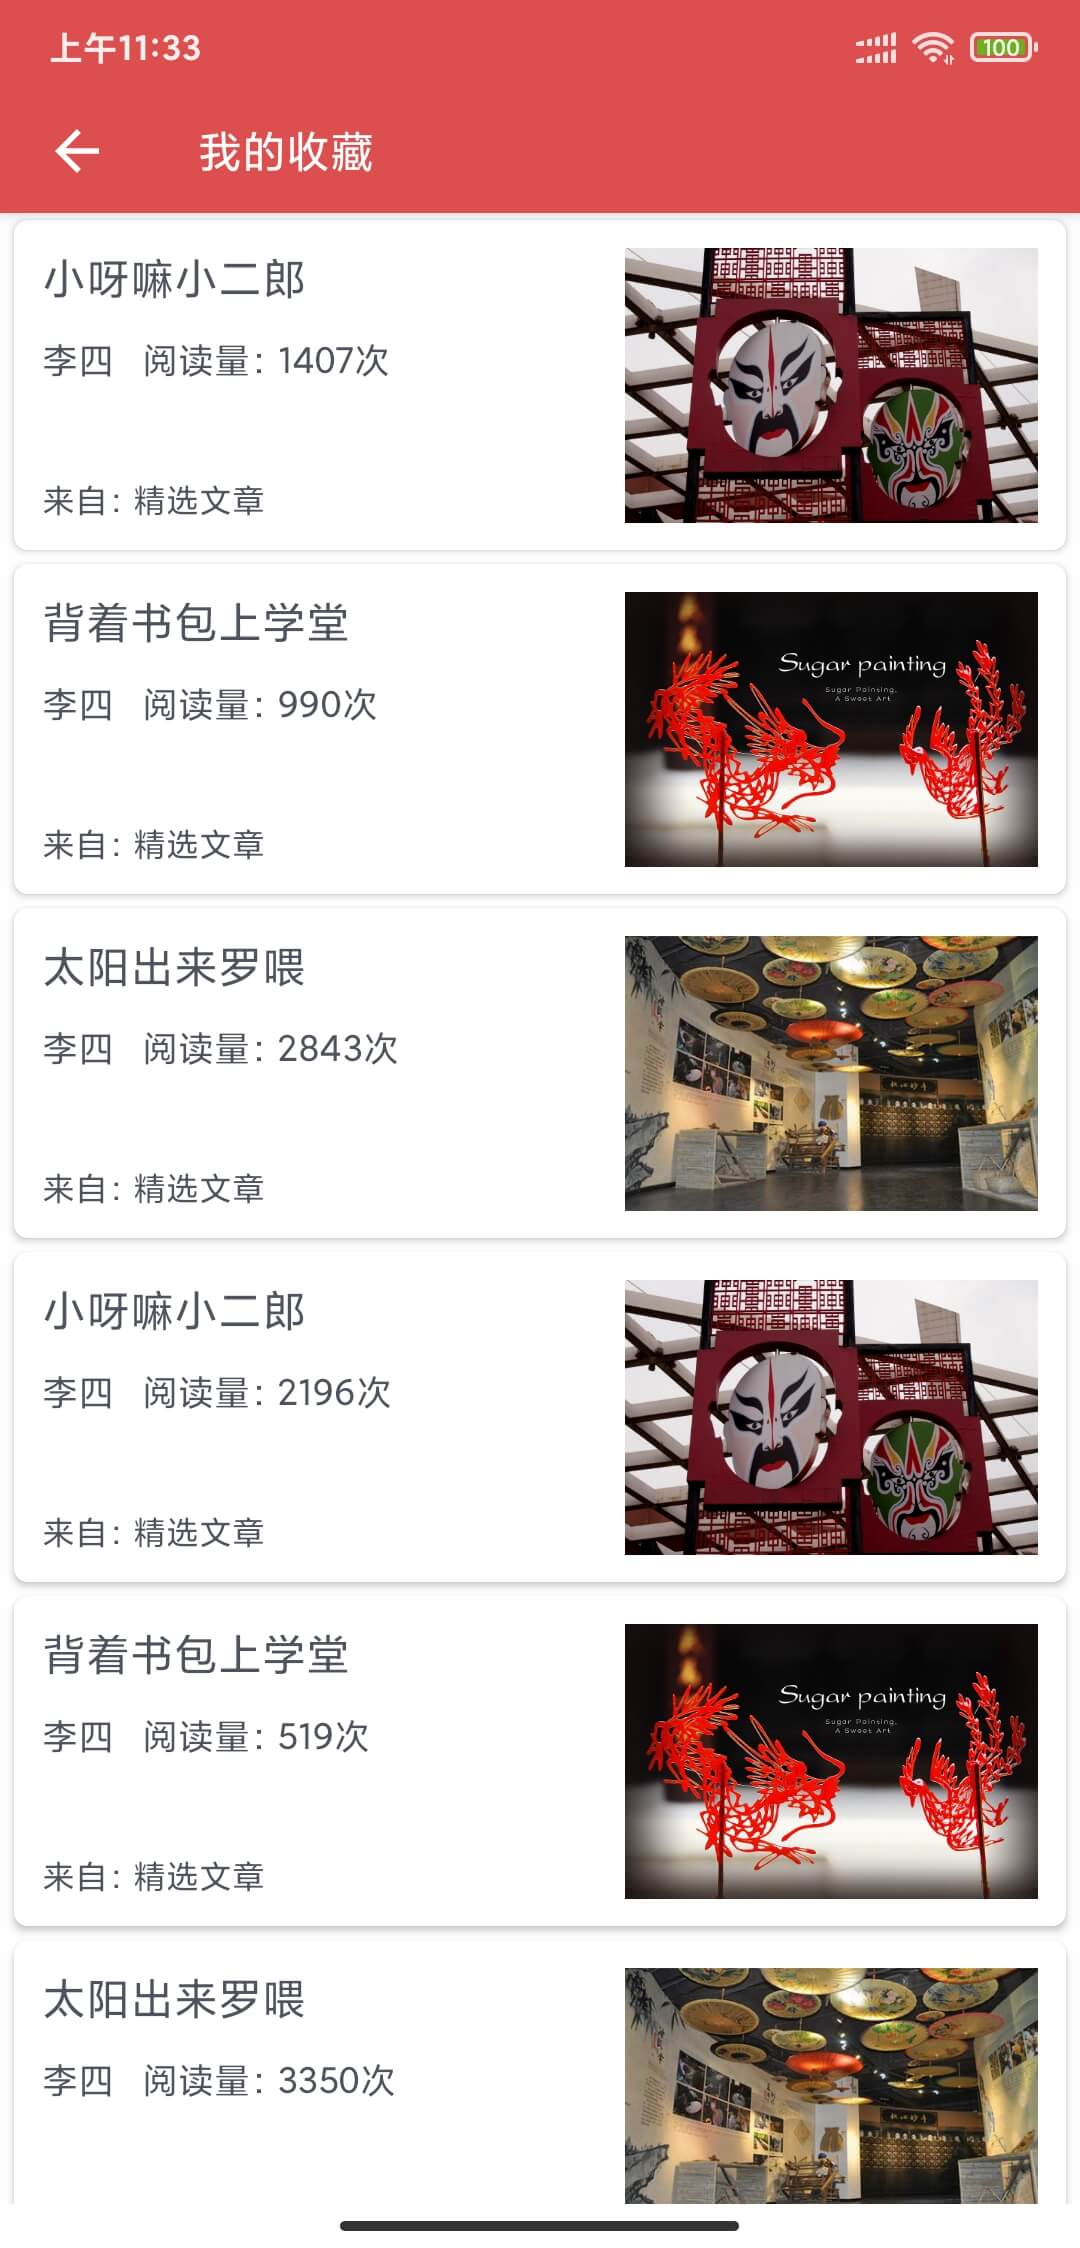 上午11:33
100
我的收藏
小呀嘛小二郎
李四 阅读量: 1407次
来自: 精选文章
背着书包上学堂
李四 阅读量: 990次
来自: 精选文章
Sugar painting
Sugar Painting,
A Sweet Art
太阳出来罗喂
李四 阅读量: 2843次
来自: 精选文章
小呀嘛小二郎
李四 阅读量: 2196次
来自: 精选文章
背着书包上学堂
李四 阅读量: 519次
来自: 精选文章
Sugar painting
Sugar Painting,
A Sweet Art
太阳出来罗喂
李四 阅读量: 3350次